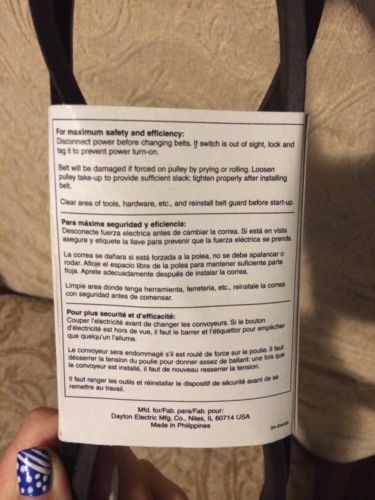 For maximum safety and efficiency:
Disconnect power before changing belts. If switch is out of sight, lock and
tag it to prevent power turn-on.
Belt will be damaged if forced on pulley by prying or rolling. Loosen
pulley take-up to provide sufficient slack; tighten properly after installing
belt.
Clear area of tools, hardware, etc., and reinstall belt guard before start-up.
Para máxima seguridad y eficiencia:
Desconecte fuerza electrica antes de cambiar la correa. Si está en vista
asegure y etiquete la llave para prevenir que la fuerza eléctrica se prenda.
La correa se dañara si está forzada a la polea, no se debe apalancar o
rodar. Afloje el espacio libre de la polea para mantener suficiente parte
floja. Aprete adecuadamente después de instalar la correa.
Limpie area donde tenga herramienta, ferreteria, etc., reinstale la correa
con seguridad antes de comensar.
Pour plus securité et d'efficacité:
Couper l'electricité avant de changer les convoyeurs. Si le bouton
d'électricité est hors de vue, il faut le barrer et l'étiquettor pour empêcher
que quelqu'un l'allume.
Le convoyeur sera endommagé s'il est roulé de force sur le poulie. Il faut
désserrer la tension du poulie pour donner assez de ballant: une fois que
le convoyeur est installé, il faut de nouveau resserrer la tension.
Il faut ranger les outils et réinstallar le dispositif de sécurité avant de se
remettre au travail.
Mfd. for/Fab. para/Fab. pour:
Dayton Electric Mfg. Co., Niles, IL 60714 USA
Made in Philippines